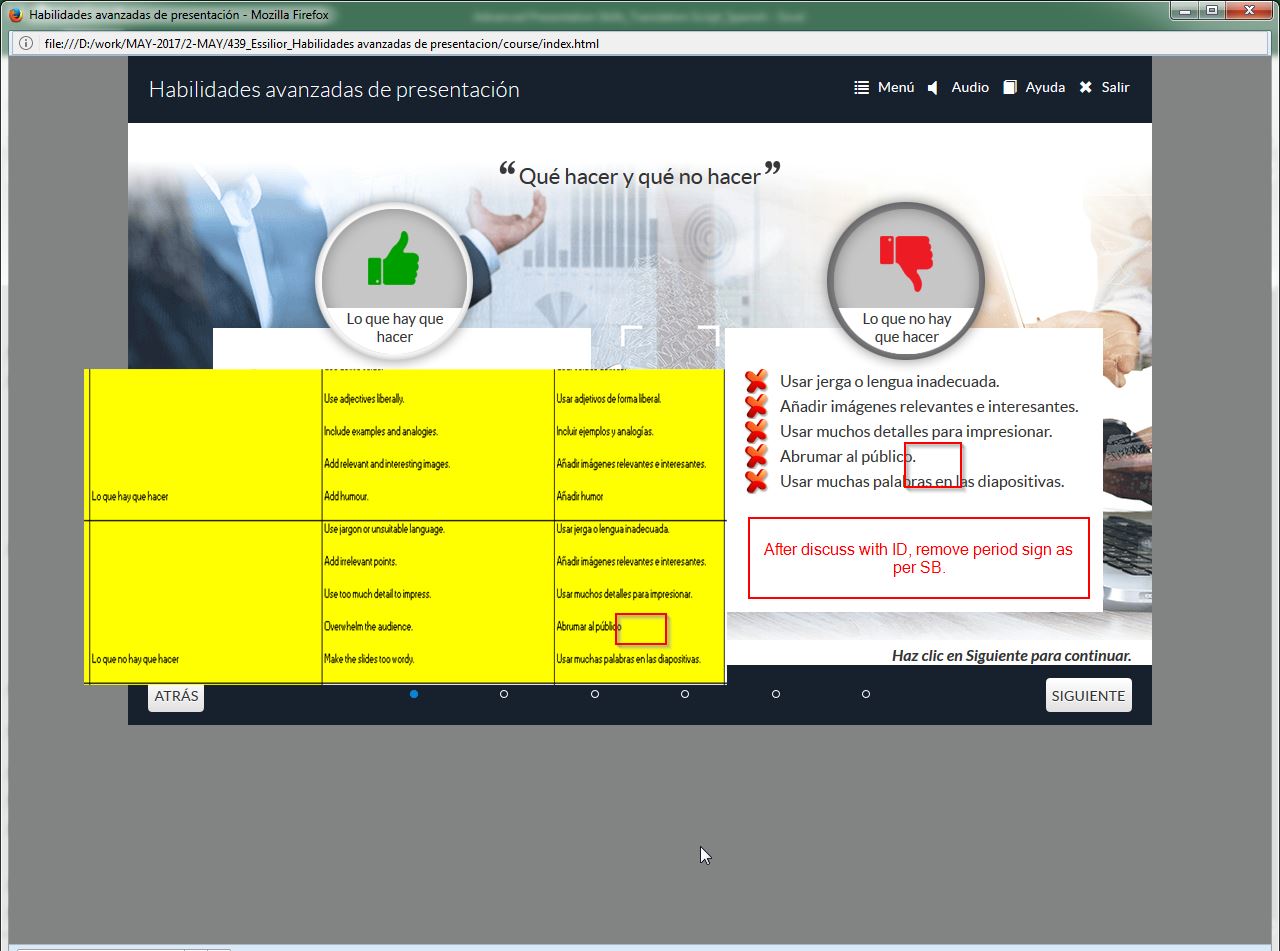 Habilidades avanzadas de presentación - Mozilla Firefox
file:///D:/work/MAY-2017/2-MAY/439_Essilior_Habilidades avanzadas de presentacion/course/index.html
Habilidades avanzadas de presentación
Menú Audio Ayuda Salir
“Qué hacer y qué no hacer”
Lo que hay que
hacer
Lo que no hay
que hacer
Use adjectives liberally. Usar adjetivos de forma liberal.
Include examples and analogies. Incluir ejemplos y analogías.
Add relevant and interesting images. Añadir imágenes relevantes e interesantes.
Lo que hay que hacer Add humour. Añadir humor
Use jargon or unsuitable language. Usar jerga o lengua inadecuada.
Add irrelevant points. Añadir imágenes relevantes e interesantes.
Use too much detail to impress. Usar muchos detalles para impresionar.
Overwhelm the audience. Abrumar al público
Lo que no hay que hacer Make the slides too wordy. Usar muchas palabras en las diapositivas.
Usar jerga o lengua inadecuada.
Añadir imágenes relevantes e interesantes.
Usar muchos detalles para impresionar.
Abrumar al público.
Usar muchas palabras en las diapositivas.
After discuss with ID, remove period sign as
per SB.
Haz clic en Siguiente para continuar.
ATRÁS
SIGUIENTE